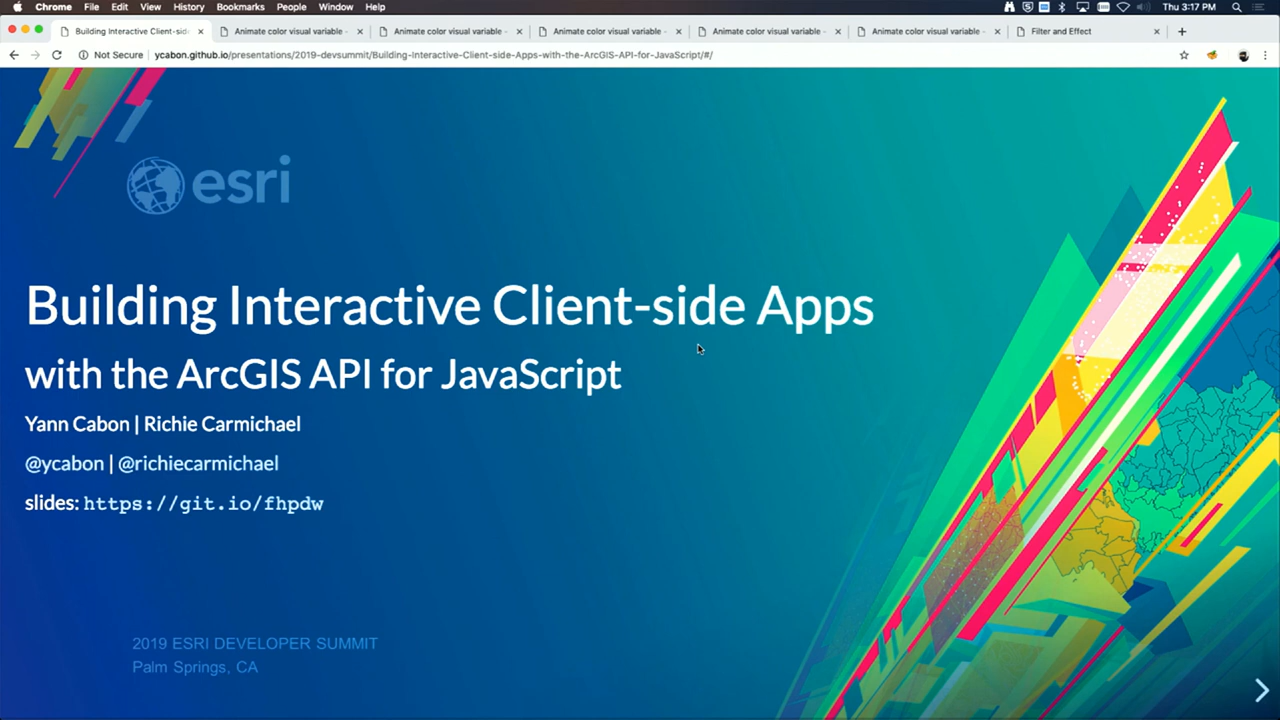 Chrome File Edit View History Bookmarks People Window Help Thu 3:17 PM
Building Interactive Client-sid Animate color visual variable - Animate color visual variable - Animate color visual variable - Animate color visual variable - Animate color visual variable - Filter and Effect
Not Secure ycabon.github.io/presentations/2019-devsummit/Building-Interactive-Client-side-Apps-with-the-ArcGIS-API-for-JavaScript/#/
esri
Building Interactive Client-side Apps
with the ArcGIS API for JavaScript
Yann Cabon | Richie Carmichael
@ycabon | @richiecarmichael
slides: https://git.io/fhpdw
2019 ESRI DEVELOPER SUMMIT
Palm Springs, CA